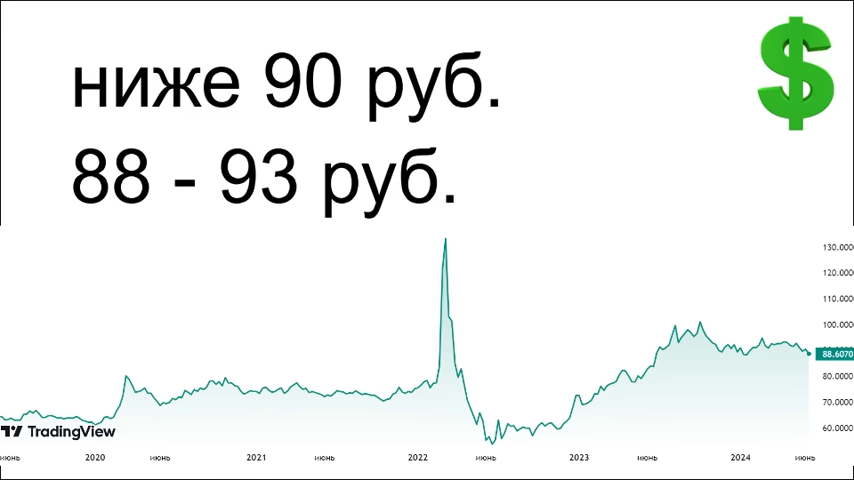 ниже 90 руб.
88 - 93 руб.
130.0000
120.0000
110.0000
100.0000
88.6070
80.0000
70.0000
60.0000
TradingView
июнь 2020 июнь 2021 июнь 2022 июнь 2023 июнь 2024 июнь